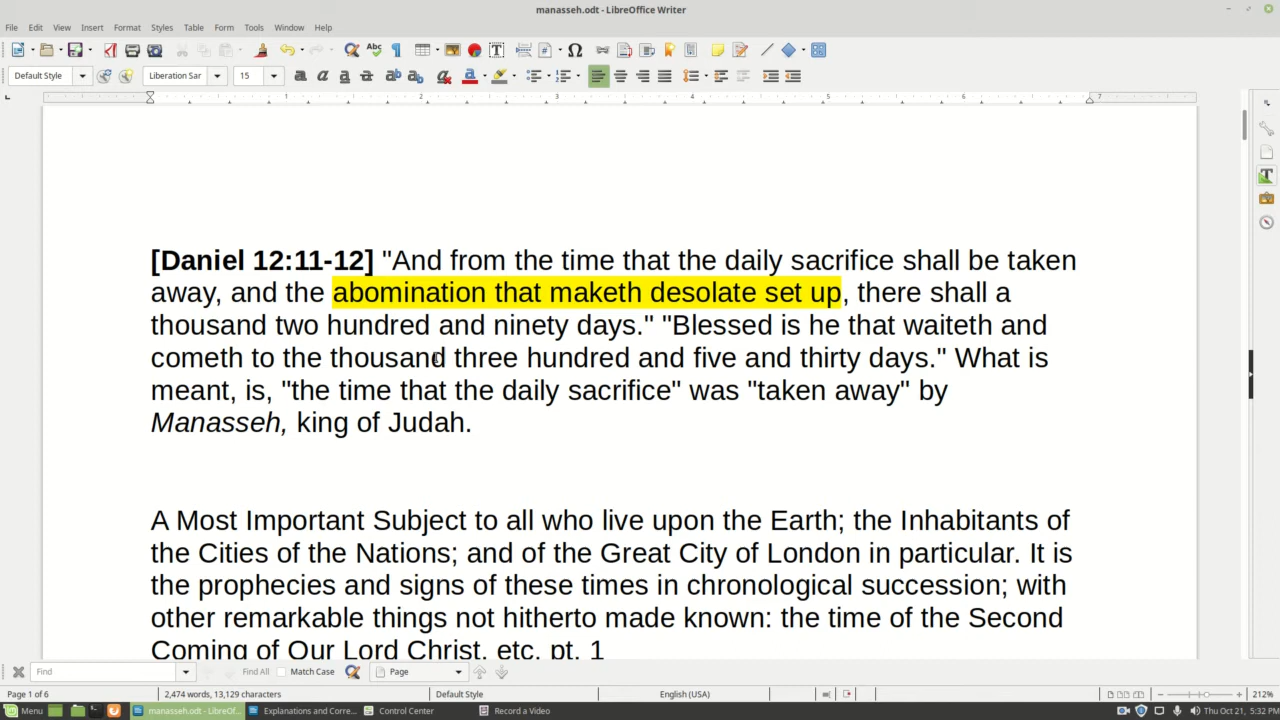 manasseh.odt - LibreOffice Writer
File Edit View Insert Format Styles Table Form Tools Window Help
Default Style Liberation Sar 15
1 2 3 4 5 6 7
[Daniel 12:11-12] "And from the time that the daily sacrifice shall be taken
away, and the abomination that maketh desolate set up, there shall a
thousand two hundred and ninety days." "Blessed is he that waiteth and
cometh to the thousand three hundred and five and thirty days." What is
meant, is, "the time that the daily sacrifice" was "taken away" by
Manasseh, king of Judah.
A Most Important Subject to all who live upon the Earth; the Inhabitants of
the Cities of the Nations; and of the Great City of London in particular. It is
the prophecies and signs of these times in chronological succession; with
other remarkable things not hitherto made known: the time of the Second
Coming of Our Lord Christ, etc. pt. 1
Find Find All Match Case Page
Page 1 of 6 2,474 words, 13,129 characters Default Style English (USA) 212%
Menu manasseh.odt - LibreOf... Explanations and Corre... Control Center Record a Video Thu Oct 21, 5:32 PM